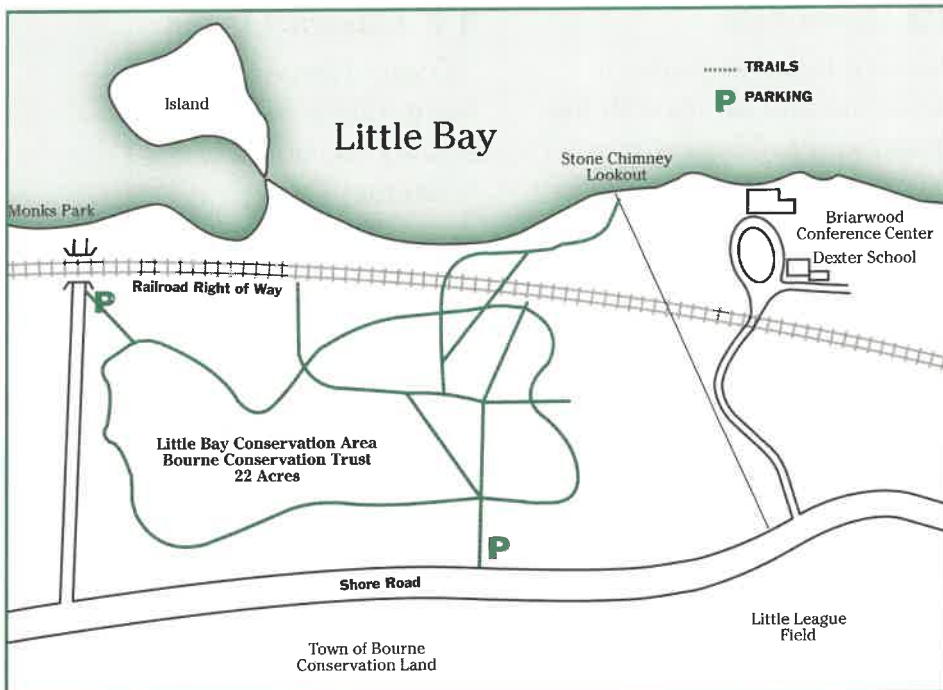 TRAILS
P PARKING
Island
Little Bay
Stone Chimney
Lookout
Monks Park
Briarwood
Conference Center
Dexter School
Railroad Right of Way
P
Little Bay Conservation Area
Bourne Conservation Trust
22 Acres
P
Shore Road
Little League
Field
Town of Bourne
Conservation Land